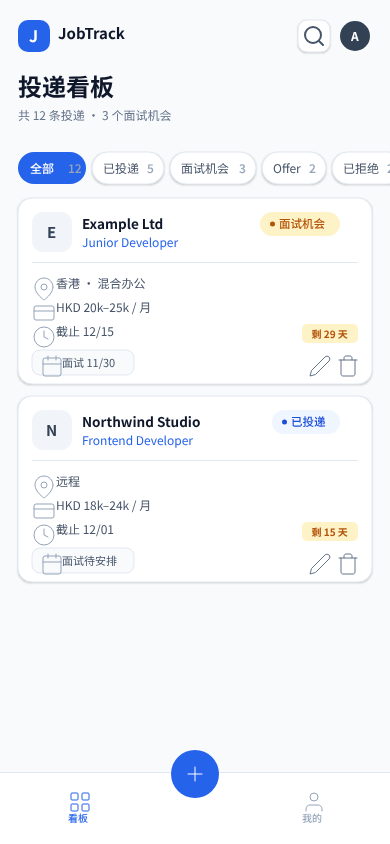 J JobTrack A
投递看板
共 12 条投递 · 3 个面试机会
全部 12 已投递 5 面试机会 3 Offer 2 已拒绝
E Example Ltd 面试机会
Junior Developer
香港 · 混合办公
HKD 20k–25k / 月
截止 12/15 剩 29 天
面试 11/30
N Northwind Studio 已投递
Frontend Developer
远程
HKD 18k–24k / 月
截止 12/01 剩 15 天
面试待安排
看板 我的